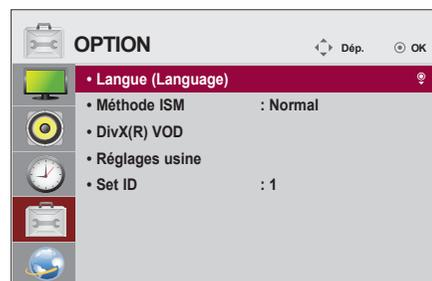 OPTION
Dép. OK
• Langue (Language)
• Méthode ISM : Normal
• DivX(R) VOD
• Réglages usine
• Set ID : 1